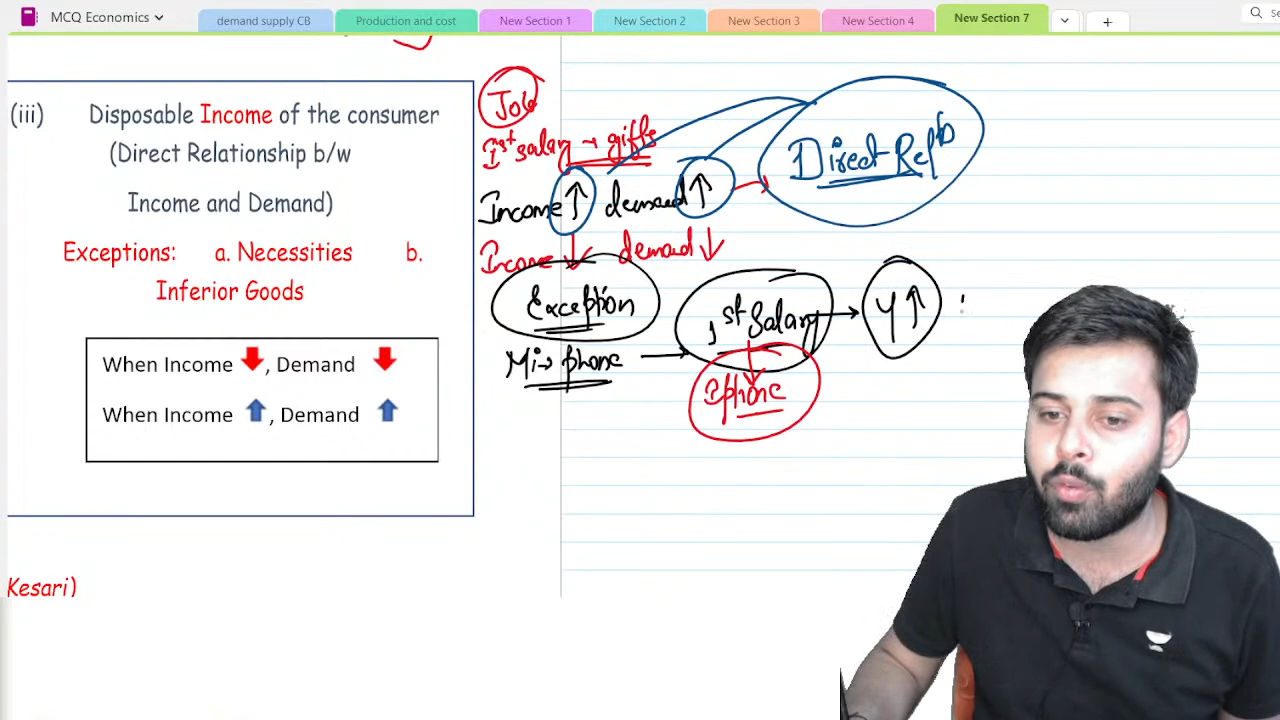 MCQ Economics
demand supply CB
Production and cost
New Section 1
New Section 2
New Section 3
New Section 4
New Section 7
(iii) Disposable Income of the consumer
(Direct Relationship b/w
Income and Demand)
Exceptions: a. Necessities b.
Inferior Goods
When Income , Demand
When Income , Demand
Kesari)
Job
Ist salary → gifts
Income ↑ demand ↑
Direct Relⁿ
Income ↓ demand ↓
Exception
1st Salary → Y↑
Mi → phone
Iphone